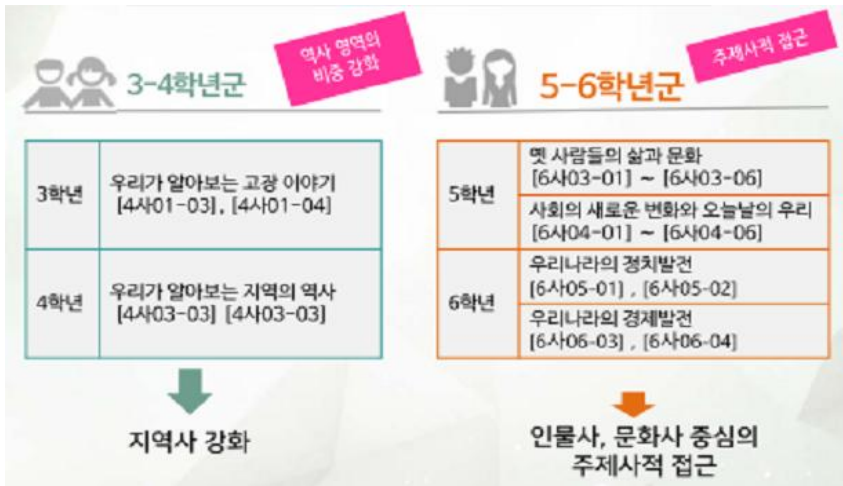 3-4학년군
역사 영역의
비중 강화
3학년
우리가 알아보는 고장 이야기
[4사01-03], [4사01-04]
4학년
우리가 알아보는 지역의 역사
[4사03-03] [4사03-03]
지역사 강화
5-6학년군
주제사적 접근
5학년
옛 사람들의 삶과 문화
[6사03-01] ~ [6사03-06]
사회의 새로운 변화와 오늘날의 우리
[6사04-01] ~ [6사04-06]
6학년
우리나라의 정치발전
[6사05-01] , [6사05-02]
우리나라의 경제발전
[6사06-03] , [6사06-04]
인물사, 문화사 중심의
주제사적 접근